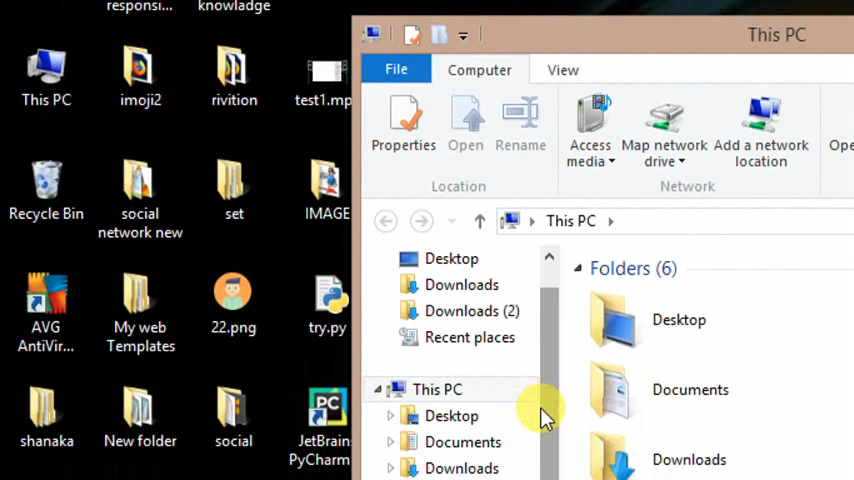 responsi...
knowladge
This PC
imoji2
rivition
test1.mp
Recycle Bin
social
network new
set
IMAGE
AVG
AntiVir...
My web
Templates
22.png
try.py
shanaka
New folder
social
JetBrain
PyCharm
This PC
File
Computer
View
Properties
Open
Rename
Access
media
Map network
drive
Add a network
location
Ope
Location
Network
This PC
Desktop
Downloads
Downloads (2)
Recent places
This PC
Desktop
Documents
Downloads
Folders (6)
Desktop
Documents
Downloads
PC